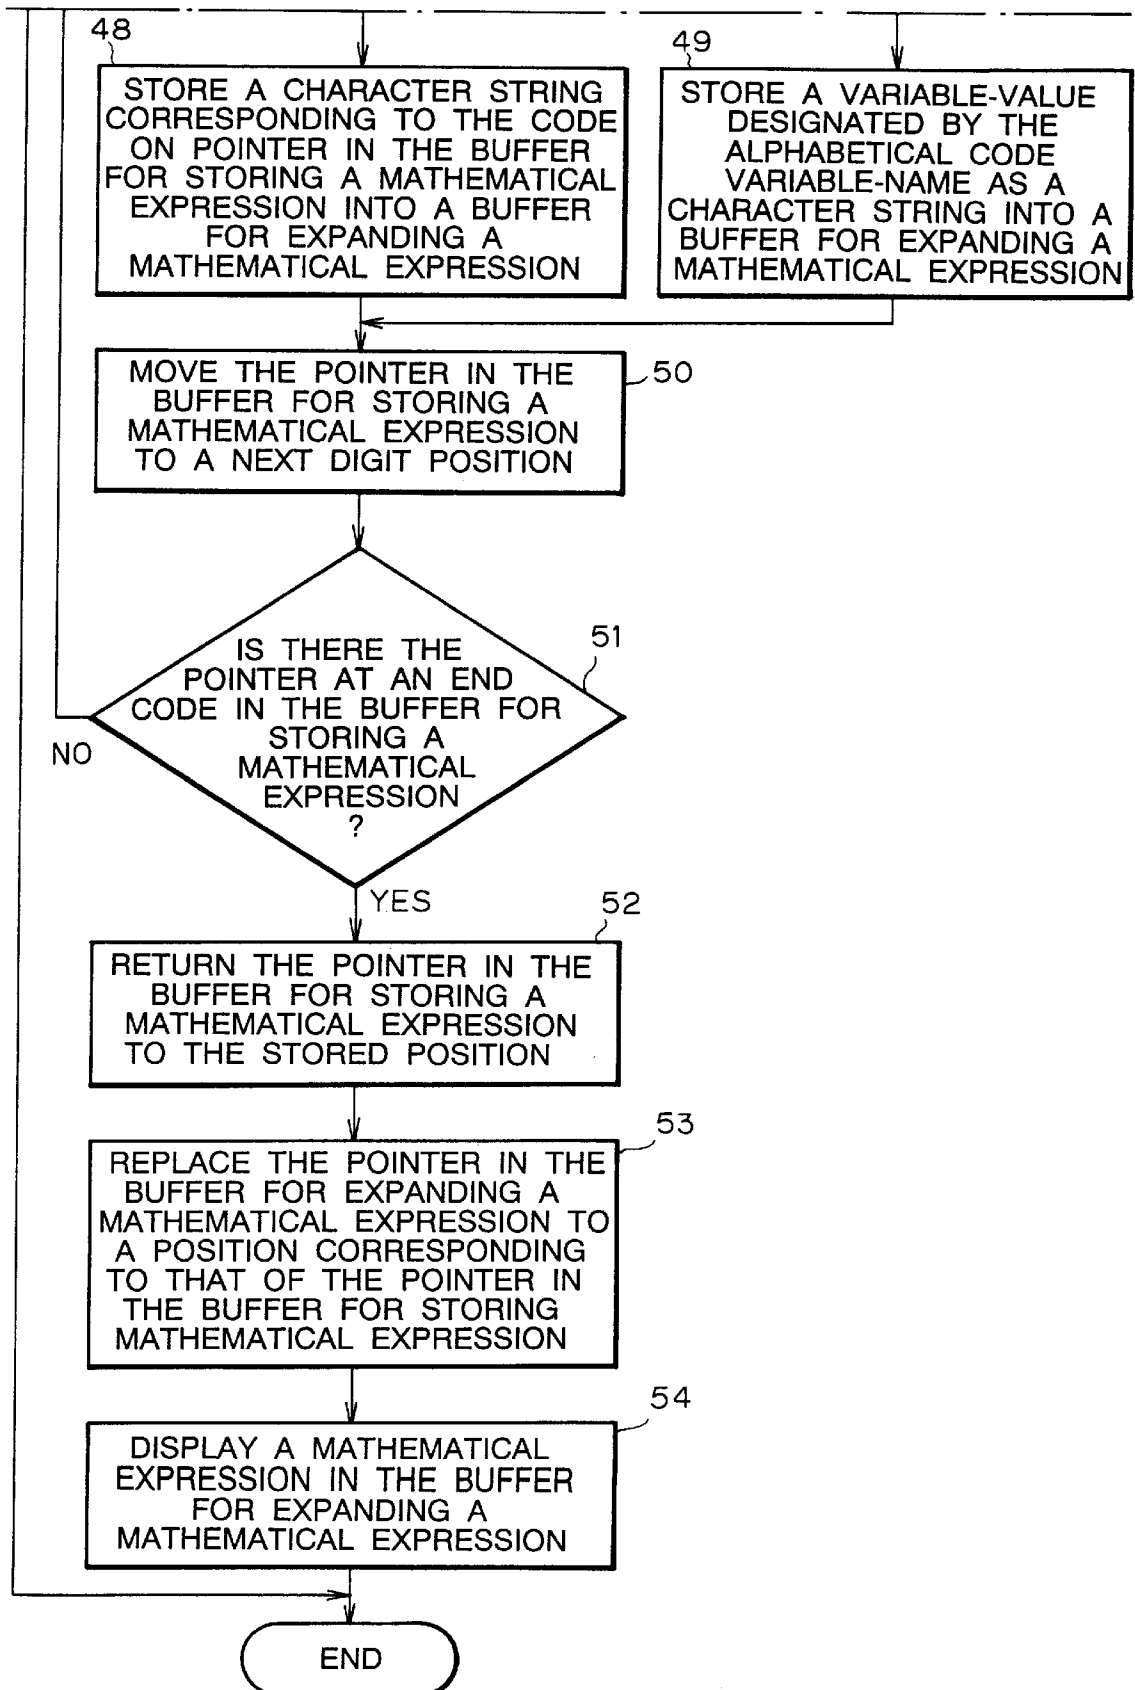 48
STORE A CHARACTER STRING
CORRESPONDING TO THE CODE
ON POINTER IN THE BUFFER
FOR STORING A MATHEMATICAL
EXPRESSION INTO A BUFFER
FOR EXPANDING A
MATHEMATICAL EXPRESSION
49
STORE A VARIABLE-VALUE
DESIGNATED BY THE
ALPHABETICAL CODE
VARIABLE-NAME AS A
CHARACTER STRING INTO A
BUFFER FOR EXPANDING A
MATHEMATICAL EXPRESSION
MOVE THE POINTER IN THE
BUFFER FOR STORING A
MATHEMATICAL EXPRESSION
TO A NEXT DIGIT POSITION
50
IS THERE THE
POINTER AT AN END
CODE IN THE BUFFER FOR
STORING A
MATHEMATICAL
EXPRESSION
?
51
NO
YES
52
RETURN THE POINTER IN THE
BUFFER FOR STORING A
MATHEMATICAL EXPRESSION
TO THE STORED POSITION
53
REPLACE THE POINTER IN THE
BUFFER FOR EXPANDING A
MATHEMATICAL EXPRESSION TO
A POSITION CORRESPONDING
TO THAT OF THE POINTER IN
THE BUFFER FOR STORING
MATHEMATICAL EXPRESSION
54
DISPLAY A MATHEMATICAL
EXPRESSION IN THE BUFFER
FOR EXPANDING A
MATHEMATICAL EXPRESSION
END